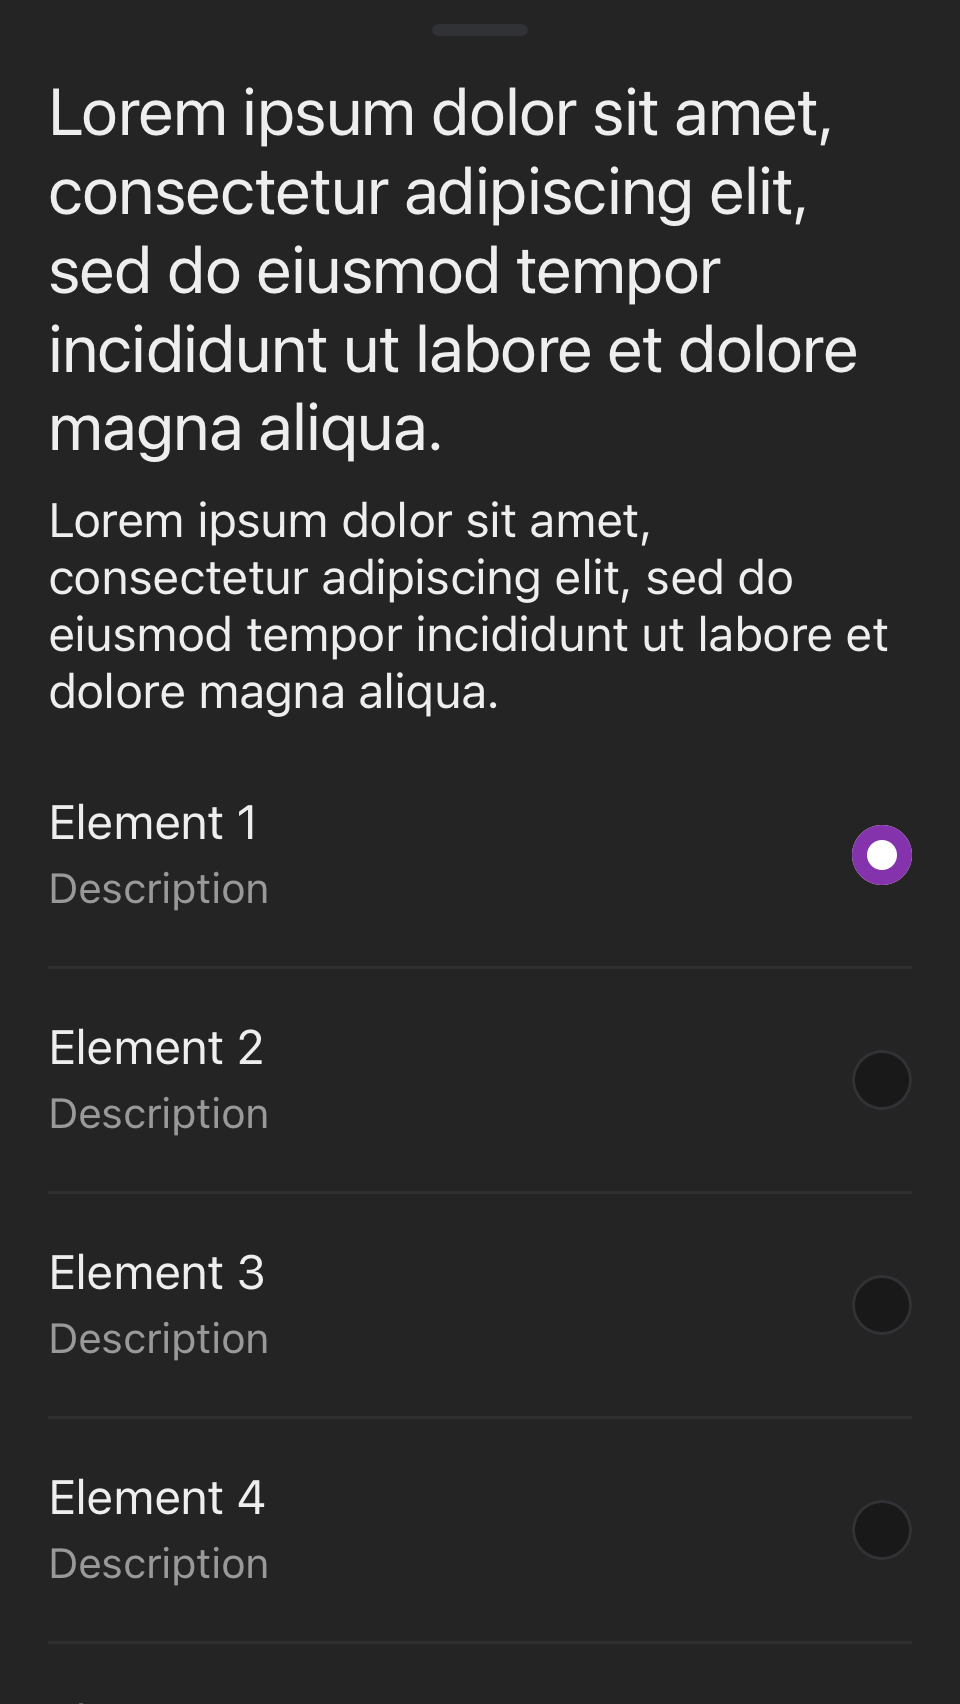 Lorem ipsum dolor sit amet,
consectetur adipiscing elit,
sed do eiusmod tempor
incididunt ut labore et dolore
magna aliqua.
Lorem ipsum dolor sit amet,
consectetur adipiscing elit, sed do
eiusmod tempor incididunt ut labore et
dolore magna aliqua.
Element 1
Description
Element 2
Description
Element 3
Description
Element 4
Description